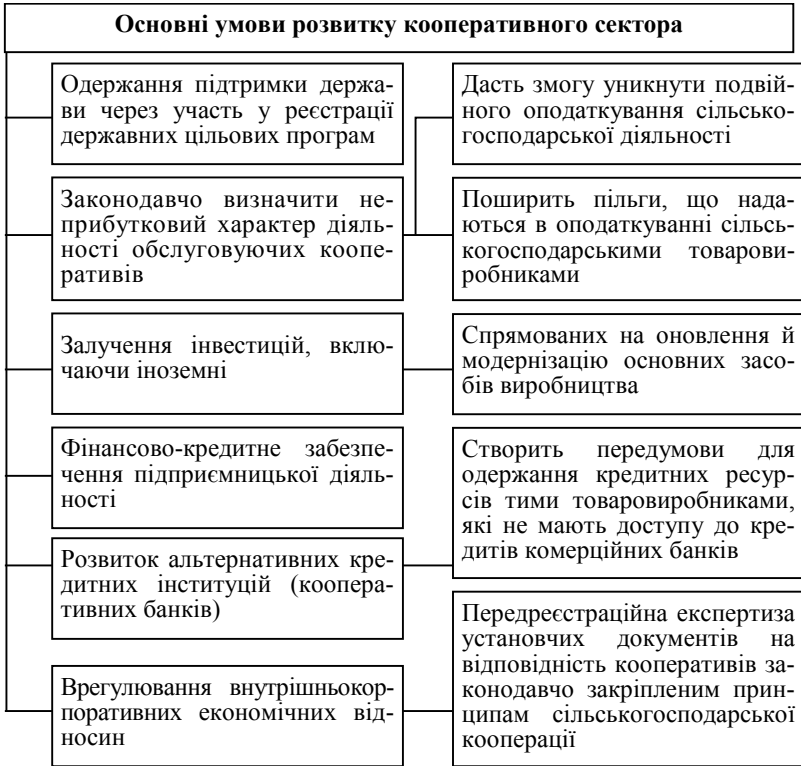 Основні умови розвитку кооперативного сектора
Одержання підтримки держа-
ви через участь у реєстрації
державних цільових програм
Дасть змогу уникнути подвій-
ного оподаткування сільсько-
господарської діяльності
Законодавчо визначити не-
прибутковий характер діяль-
ності обслуговуючих коопе-
ративів
Поширить пільги, що нада-
ються в оподаткуванні сільсь-
когосподарськими товарови-
робниками
Залучення інвестицій, вклю-
чаючи іноземні
Спрямованих на оновлення й
модернізацію основних засо-
бів виробництва
Фінансово-кредитне забезпе-
чення підприємницької діяль-
ності
Створить передумови для
одержання кредитних ресур-
сів тими товаровиробниками,
які не мають доступу до кре-
дитів комерційних банків
Розвиток альтернативних кре-
дитних інституцій (коопера-
тивних банків)
Передреєстраційна експертиза
установчих документів на
відповідність кооперативів за-
конодавчо закріпленим прин-
ципам сільськогосподарської
кооперації
Врегулювання внутрішньокор-
поративних економічних від-
носин